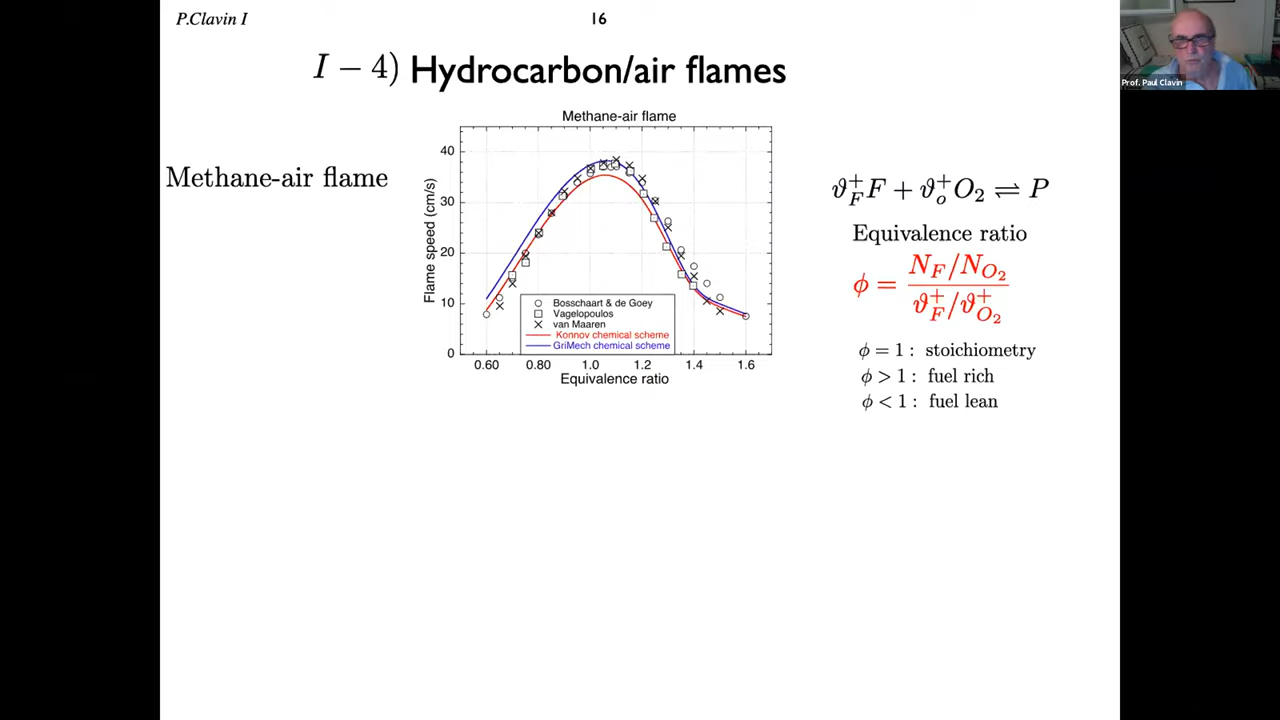 P.Clavin I
16
I – 4) Hydrocarbon/air flames
Prof. Paul Clavin
Methane-air flame
Methane-air flame
40
30
20
10
0
Flame speed (cm/s)
Bosschaart & de Goey
Vagelopoulos
van Maaren
Konnov chemical scheme
GriMech chemical scheme
0.60 0.80 1.0 1.2 1.4 1.6
Equivalence ratio
ϑ_F^+ F + ϑ_o^+ O_2 ⇌ P
Equivalence ratio
ϕ = (N_F/N_{O_2}) / (ϑ_F^+/ϑ_{O_2}^+)
ϕ = 1 : stoichiometry
ϕ > 1 : fuel rich
ϕ < 1 : fuel lean